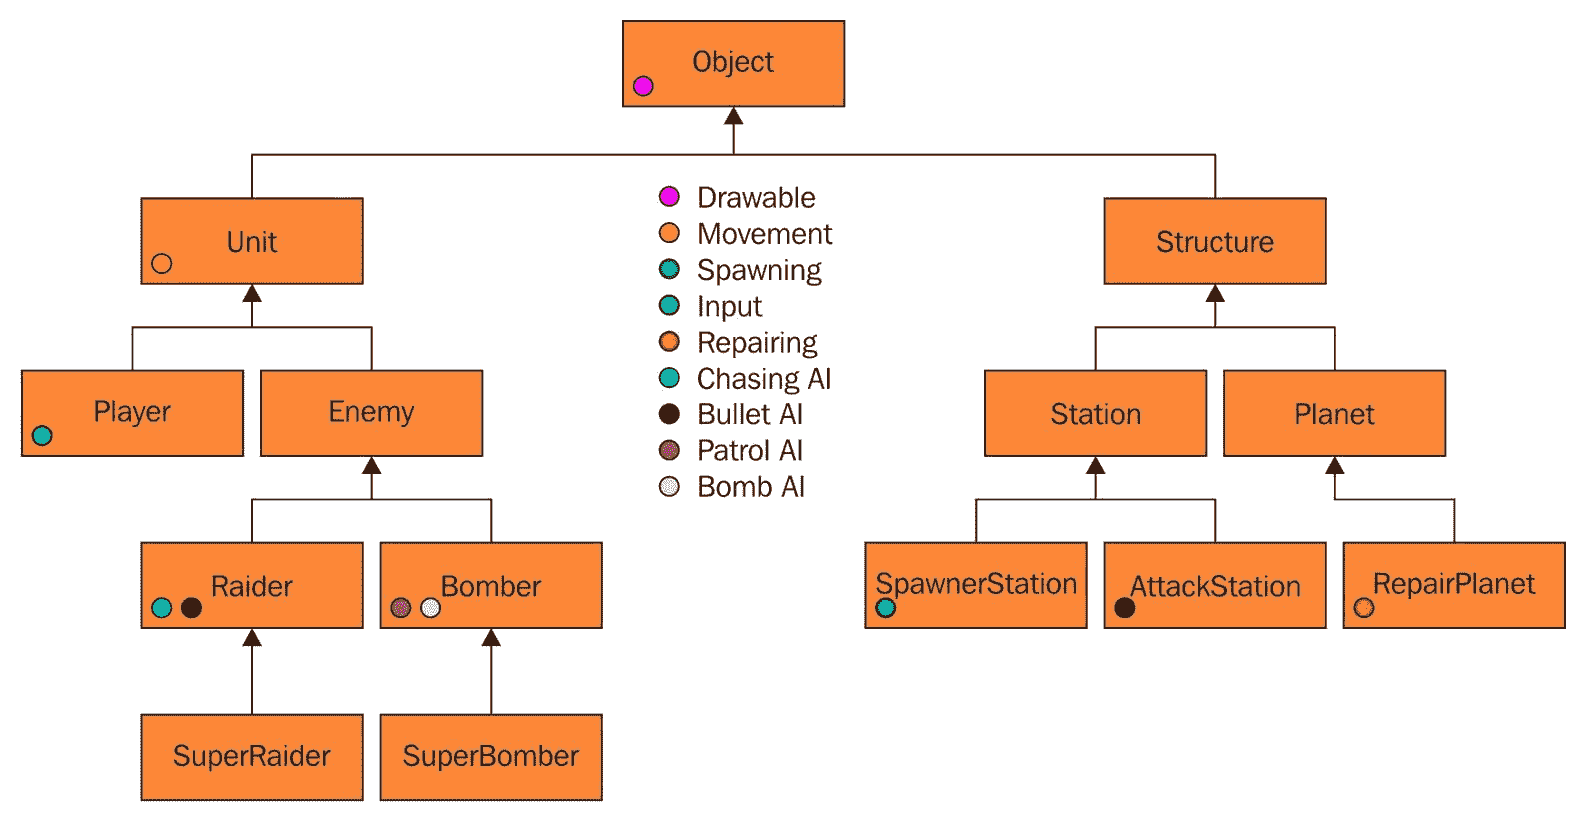 Object
Unit
Structure
Drawable
Movement
Spawning
Input
Repairing
Chasing AI
Bullet AI
Patrol AI
Bomb AI
Player
Enemy
Station
Planet
Raider
Bomber
SpawnerStation
AttackStation
RepairPlanet
SuperRaider
SuperBomber